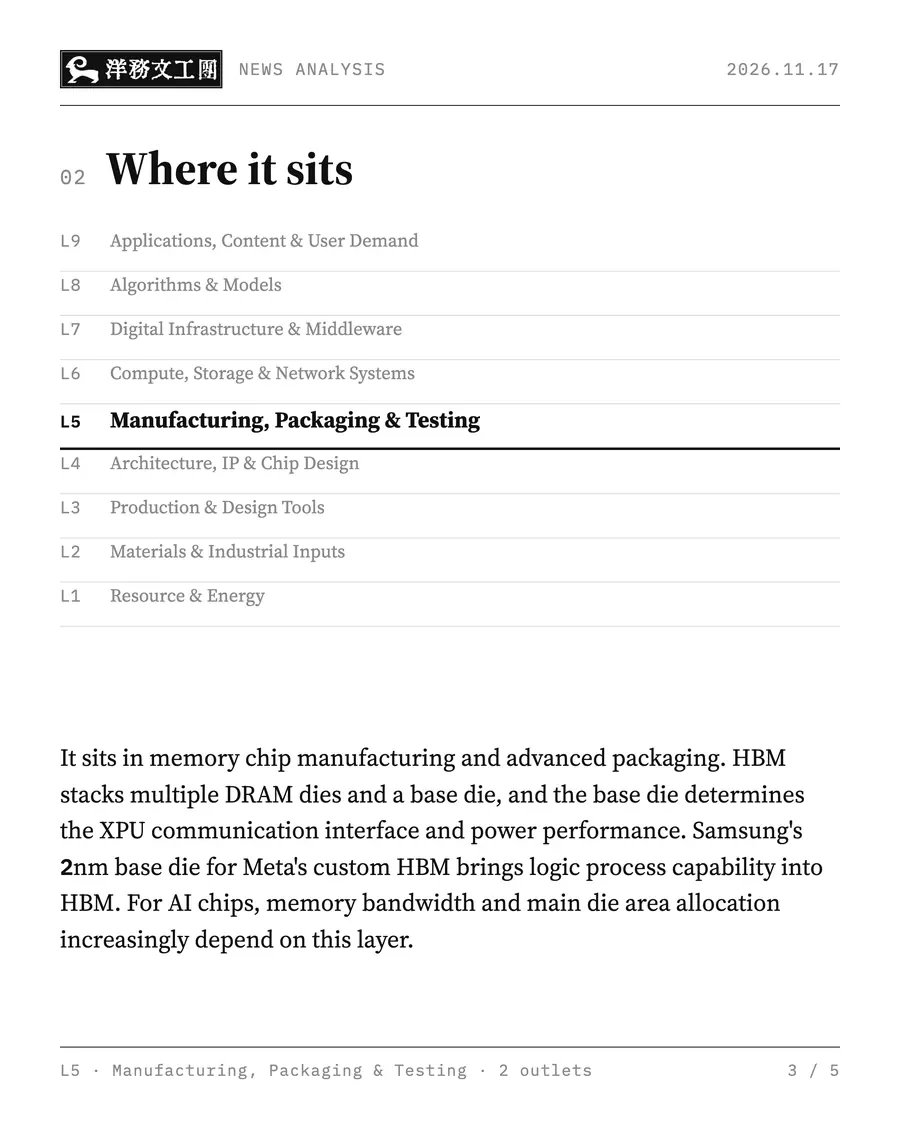 洋務文工團 NEWS ANALYSIS 2026.11.17
02 Where it sits
L9 Applications, Content & User Demand
L8 Algorithms & Models
L7 Digital Infrastructure & Middleware
L6 Compute, Storage & Network Systems
L5 Manufacturing, Packaging & Testing
L4 Architecture, IP & Chip Design
L3 Production & Design Tools
L2 Materials & Industrial Inputs
L1 Resource & Energy
It sits in memory chip manufacturing and advanced packaging. HBM
stacks multiple DRAM dies and a base die, and the base die determines
the XPU communication interface and power performance. Samsung's
2nm base die for Meta's custom HBM brings logic process capability into
HBM. For AI chips, memory bandwidth and main die area allocation
increasingly depend on this layer.
L5 · Manufacturing, Packaging & Testing · 2 outlets 3 / 5